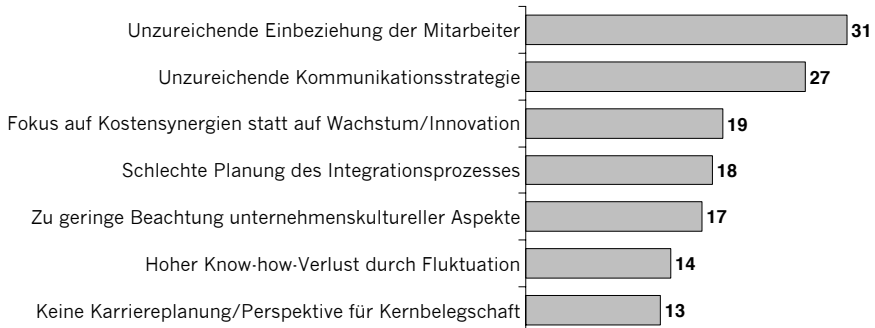 Unzureichende Einbeziehung der Mitarbeiter 31
Unzureichende Kommunikationsstrategie 27
Fokus auf Kostensynergien statt auf Wachstum/Innovation 19
Schlechte Planung des Integrationsprozesses 18
Zu geringe Beachtung unternehmenskultureller Aspekte 17
Hoher Know-how-Verlust durch Fluktuation 14
Keine Karriereplanung/Perspektive für Kernbelegschaft 13